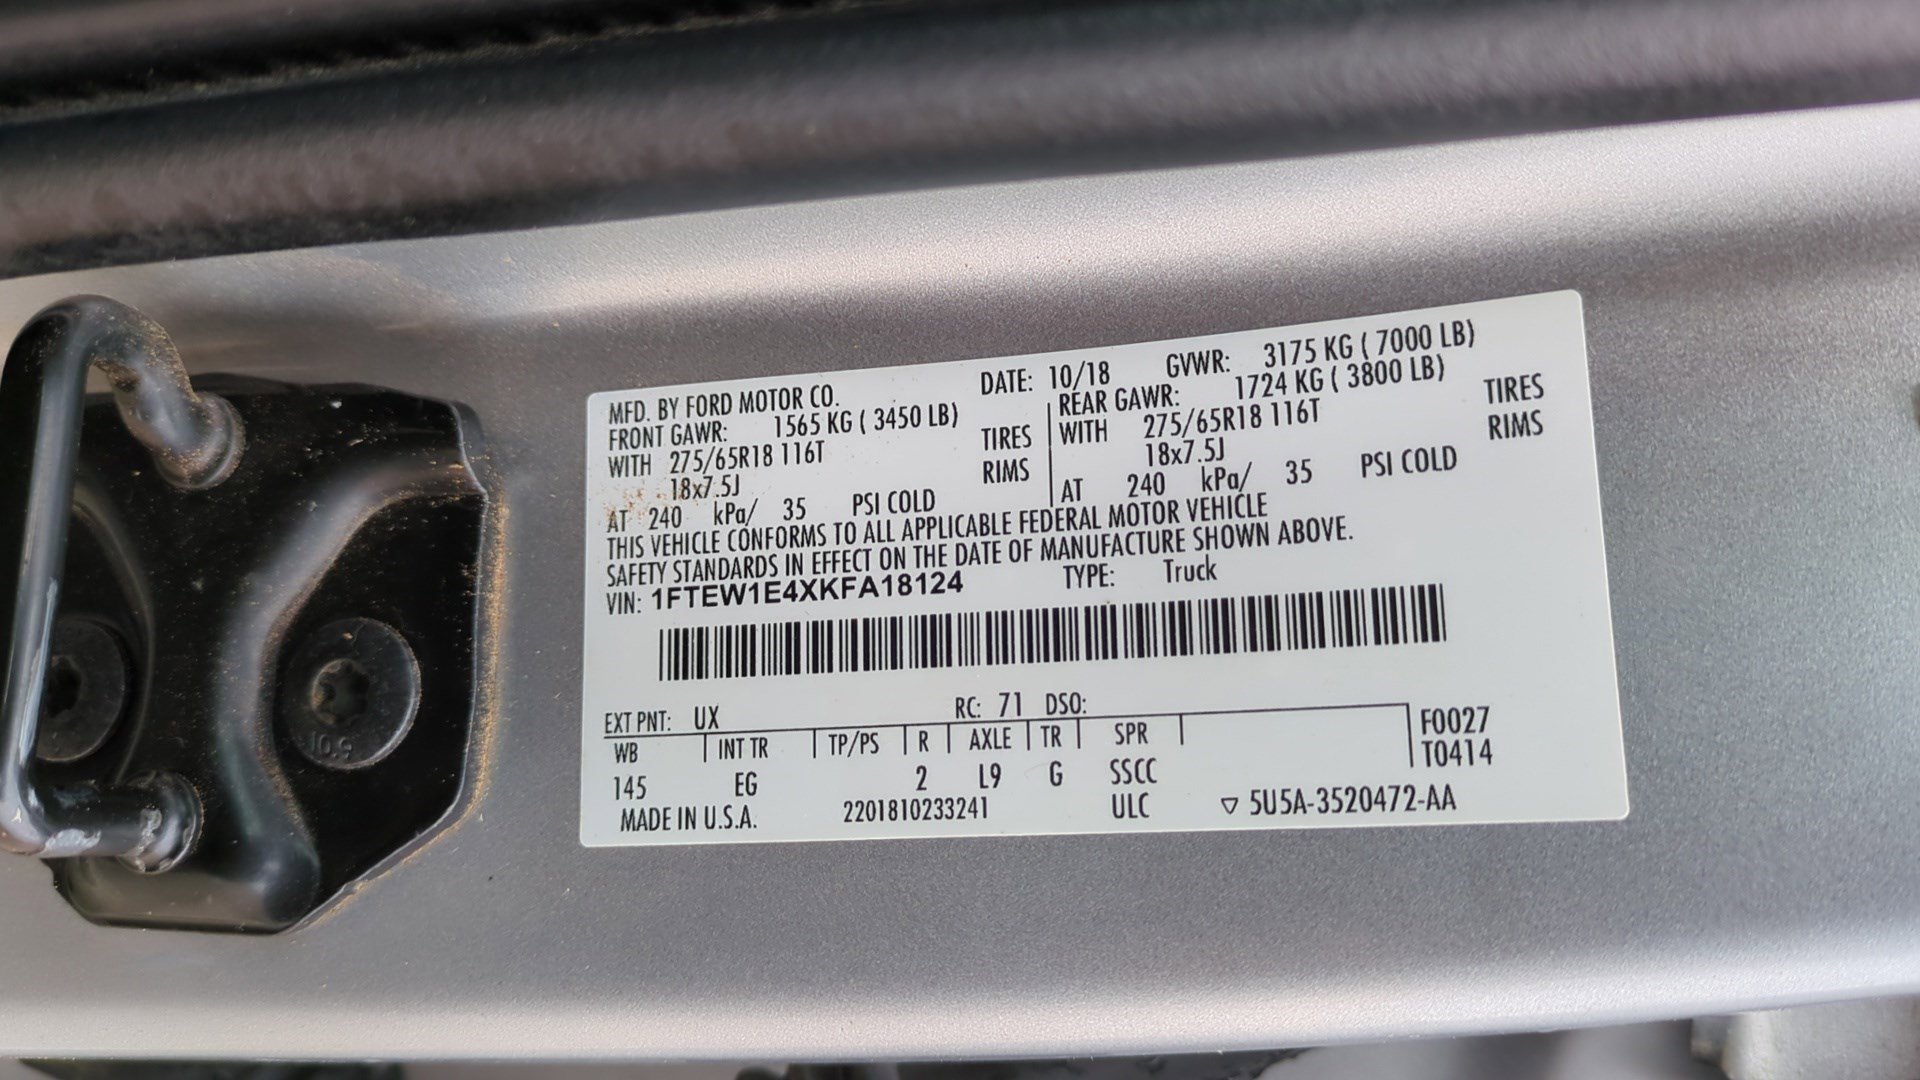 MFD. BY FORD MOTOR CO. DATE: 10/18 GVWR: 3175 KG ( 7000 LB)
FRONT GAWR: 1565 KG ( 3450 LB) REAR GAWR: 1724 KG ( 3800 LB)
WITH 275/65R18 116T TIRES WITH 275/65R18 116T TIRES
18x7.5J RIMS 18x7.5J RIMS
AT 240 kPa/ 35 PSI COLD AT 240 kPa/ 35 PSI COLD
THIS VEHICLE CONFORMS TO ALL APPLICABLE FEDERAL MOTOR VEHICLE
SAFETY STANDARDS IN EFFECT ON THE DATE OF MANUFACTURE SHOWN ABOVE.
VIN: 1FTEW1E4XKFA18124 TYPE: Truck
EXT PNT: UX RC: 71 DSO:
WB INT TR TP/PS R AXLE TR SPR F0027
145 EG 2 L9 G SSCC T0414
MADE IN U.S.A. 2201810233241 ULC ▽ 5U5A-3520472-AA
10.9